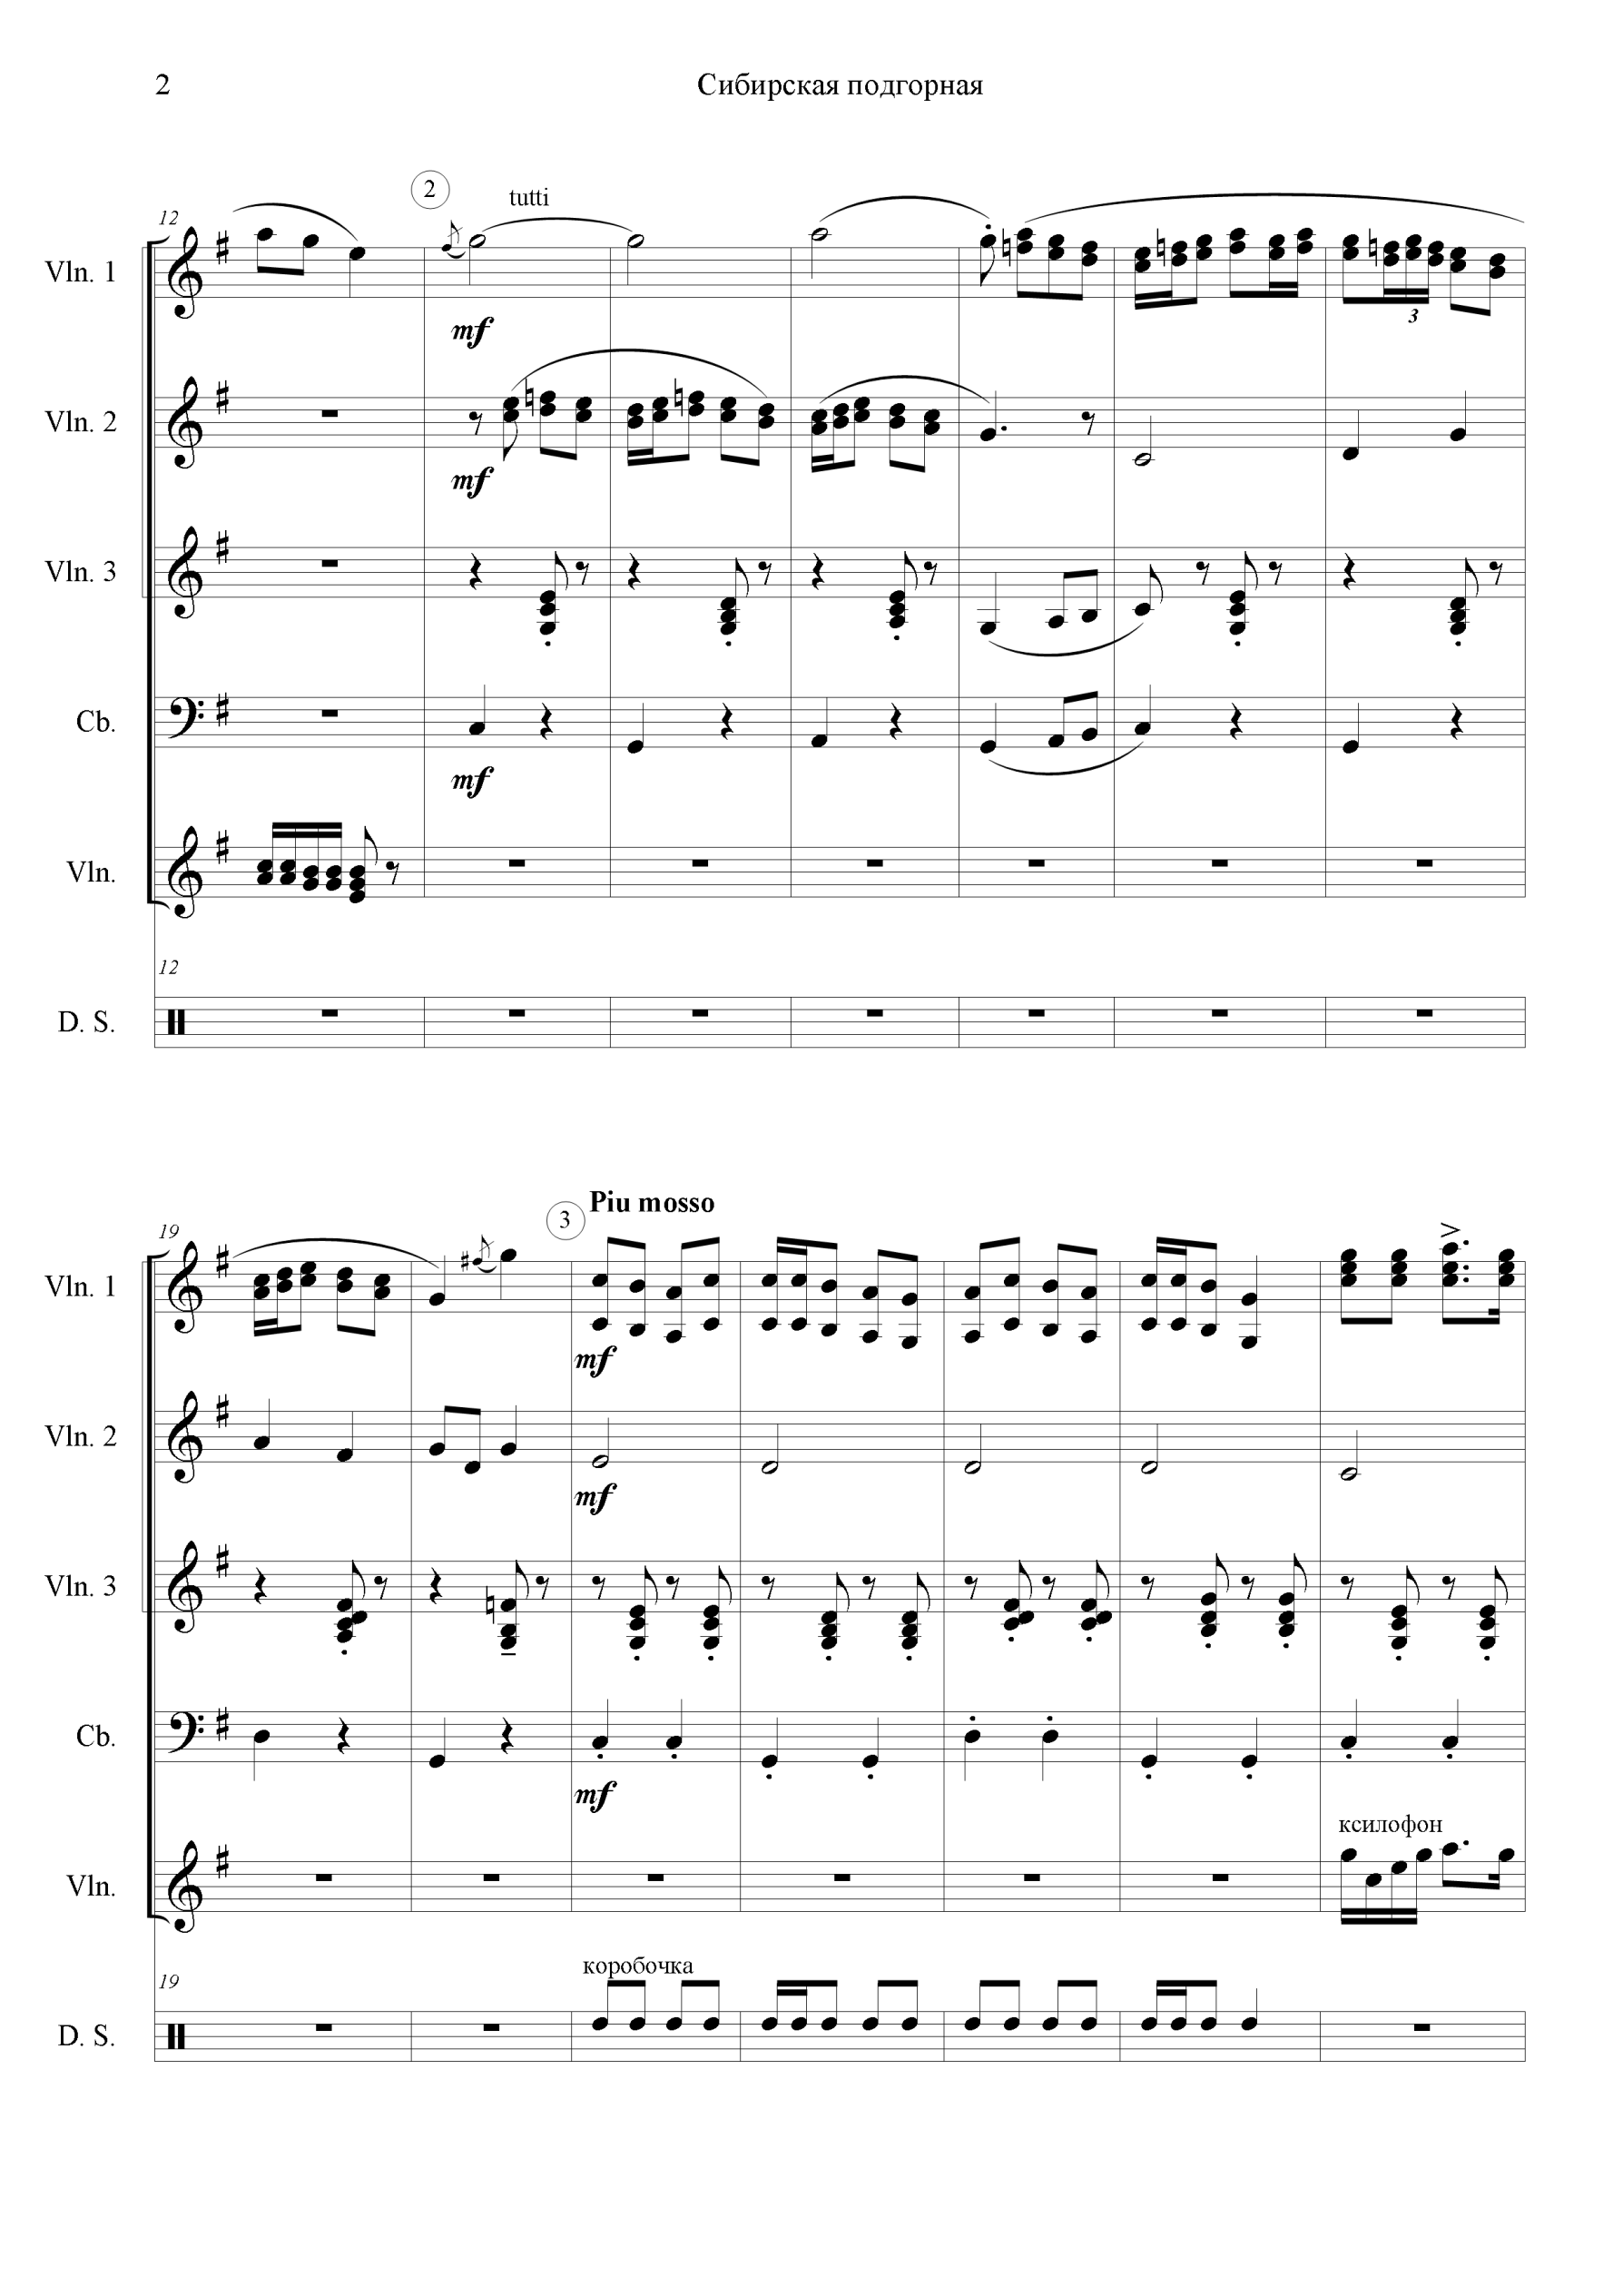 2
Сибирская подгорная
2
tutti
12
Vln. 1
mf
3
Vln. 2
mf
Vln. 3
Cb.
mf
Vln.
12
D. S.
Piu mosso
3
19
Vln. 1
mf
Vln. 2
mf
Vln. 3
Cb.
mf
ксилофон
Vln.
коробочка
19
D. S.